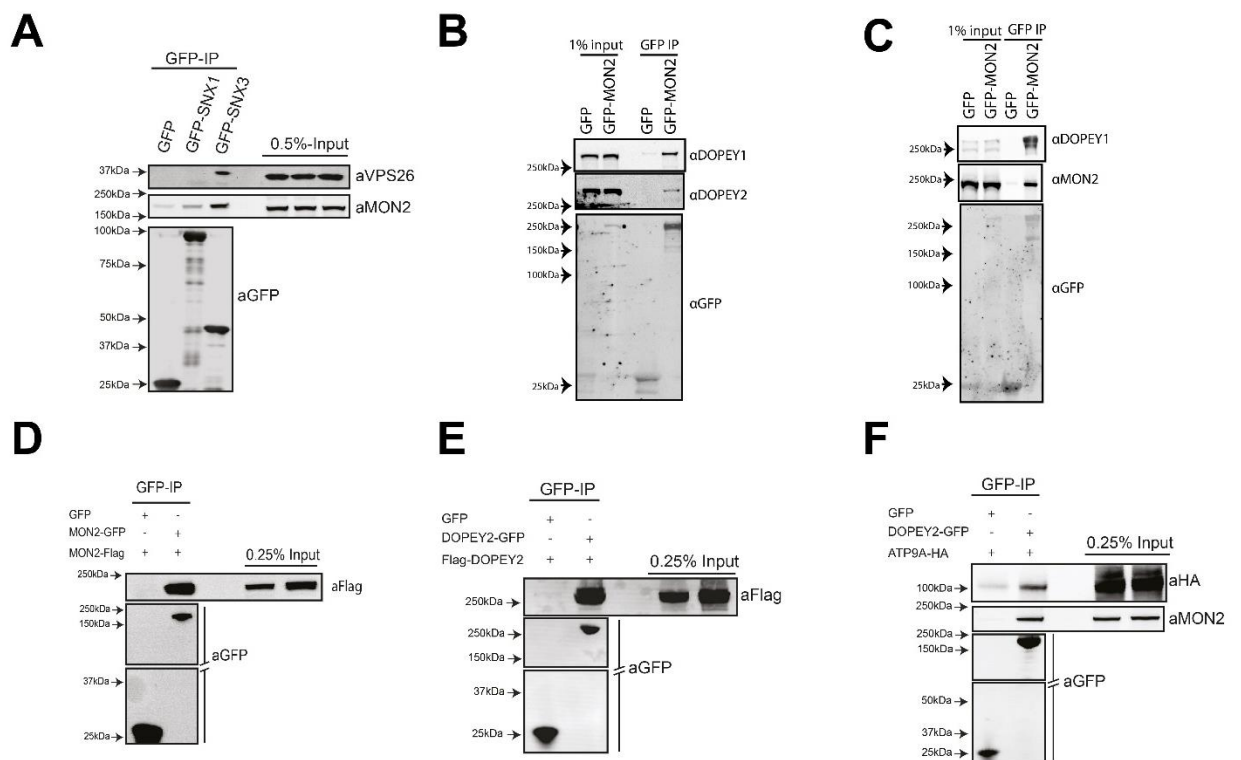 A
GFP-IP
GFP
GFP-SNX1
GFP-SNX3
0.5%-Input
37kDa
aVPS26
250kDa
aMON2
150kDa
100kDa
75kDa
aGFP
50kDa
37kDa
25kDa
B
1% input
GFP IP
GFP
GFP-MON2
GFP
GFP-MON2
αDOPEY1
250kDa
αDOPEY2
250kDa
250kDa
150kDa
100kDa
αGFP
25kDa
C
1% input
GFP IP
GFP
GFP-MON2
GFP
GFP-MON2
αDOPEY1
250kDa
250kDa
αMON2
250kDa
150kDa
100kDa
αGFP
25kDa
D
GFP-IP
GFP + -
MON2-GFP - +
MON2-Flag + +
0.25% Input
250kDa
aFlag
150kDa
250kDa
150kDa
aGFP
37kDa
25kDa
E
GFP-IP
GFP + -
DOPEY2-GFP - +
Flag-DOPEY2 + +
0.25% Input
250kDa
aFlag
250kDa
150kDa
aGFP
37kDa
25kDa
F
GFP-IP
GFP + -
DOPEY2-GFP - +
ATP9A-HA + +
0.25% Input
100kDa
aHA
250kDa
aMON2
150kDa
250kDa
150kDa
aGFP
50kDa
37kDa
25kDa